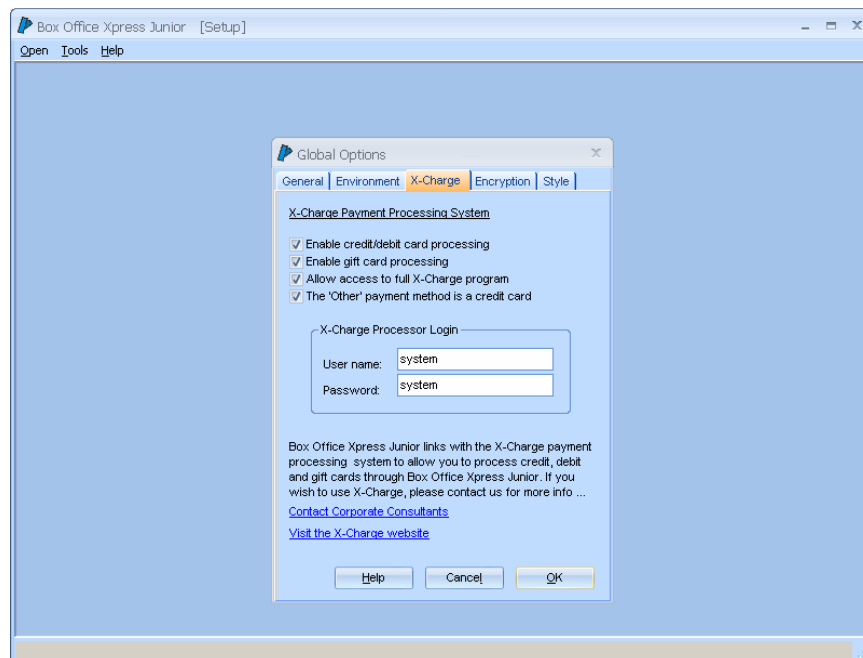 Box Office Xpress Junior [Setup]
Open Tools Help
Global Options
General Environment X-Charge Encryption Style
X-Charge Payment Processing System
Enable credit/debit card processing
Enable gift card processing
Allow access to full X-Charge program
The 'Other' payment method is a credit card
X-Charge Processor Login
User name: system
Password: system
Box Office Xpress Junior links with the X-Charge payment
processing system to allow you to process credit, debit
and gift cards through Box Office Xpress Junior. If you
wish to use X-Charge, please contact us for more info ...
Contact Corporate Consultants
Visit the X-Charge website
Help Cancel OK